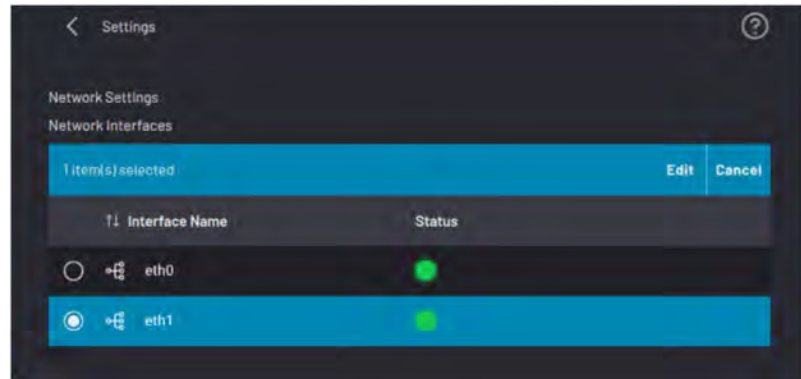 Settings
Network Settings
Network Interfaces
1 item(s) selected Edit Cancel
Interface Name Status
eth0
eth1